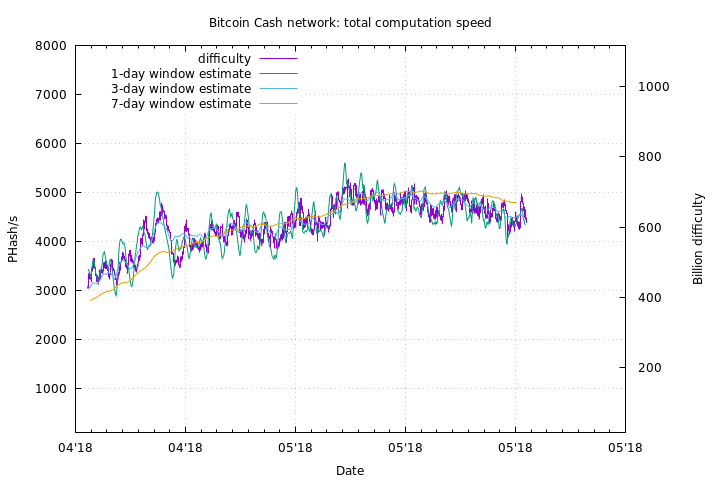 Bitcoin Cash network: total computation speed
8000
7000
6000
5000
4000
3000
2000
1000
PHash/s
difficulty
1-day window estimate
3-day window estimate
7-day window estimate
1000
800
600
400
200
Billion difficulty
04'18 04'18 05'18 05'18 05'18 05'18
Date